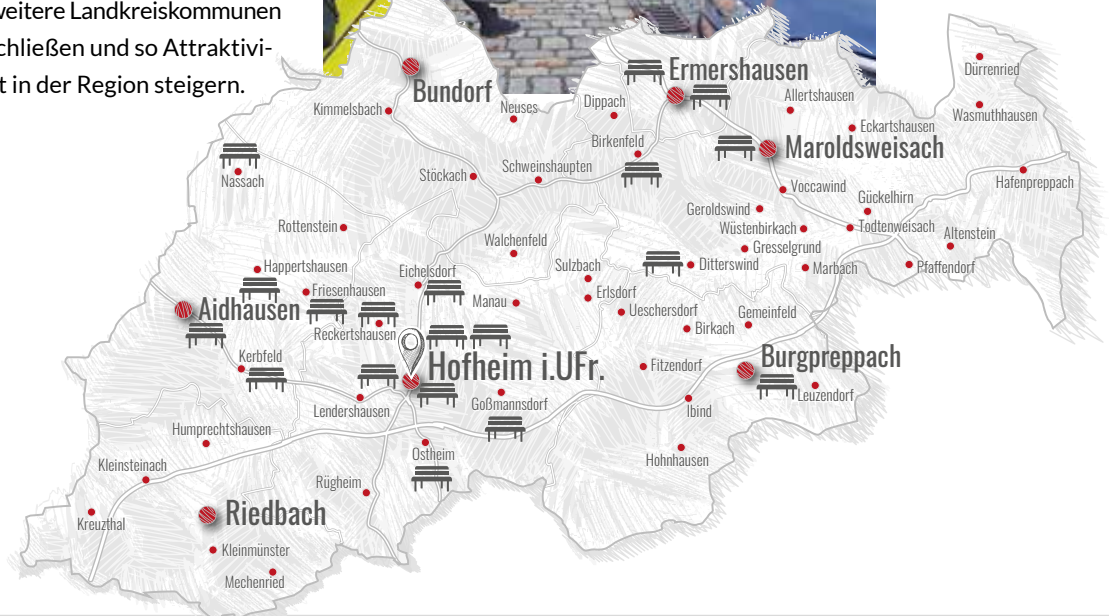 weitere Landkreiskommunen
schließen und so Attraktivi-
t in der Region steigern.
Dürrenried
Ermershausen
Bundorf
Allertshausen
Dippach
Neuses
Kimmelsbach
Wasmuthhausen
Eckartshausen
Birkenfeld
Maroldsweisach
Schweinshaupten
Stöckach
Nassach
Hafenpreppach
Voccawind
Gückelhirn
Geroldswind
Rottenstein
Wüstenbirkach
Todtenweisach
Altenstein
Walchenfeld
Gresselgrund
Sulzbach
Ditterswind
Marbach
Pfaffendorf
Happertshausen
Eichelsdorf
Friesenhausen
Erlsdorf
Manau
Aidhausen
Ueschersdorf
Gemeinfeld
Birkach
Reckertshausen
Kerbfeld
Hofheim i.UFr.
Fitzendorf
Burgpreppach
Leuzendorf
Goßmannsdorf
Lendershausen
Ibind
Humprechtshausen
Ostheim
Hohnhausen
Kleinsteinach
Rügheim
Riedbach
Kreuzthal
Kleinmünster
Mechenried